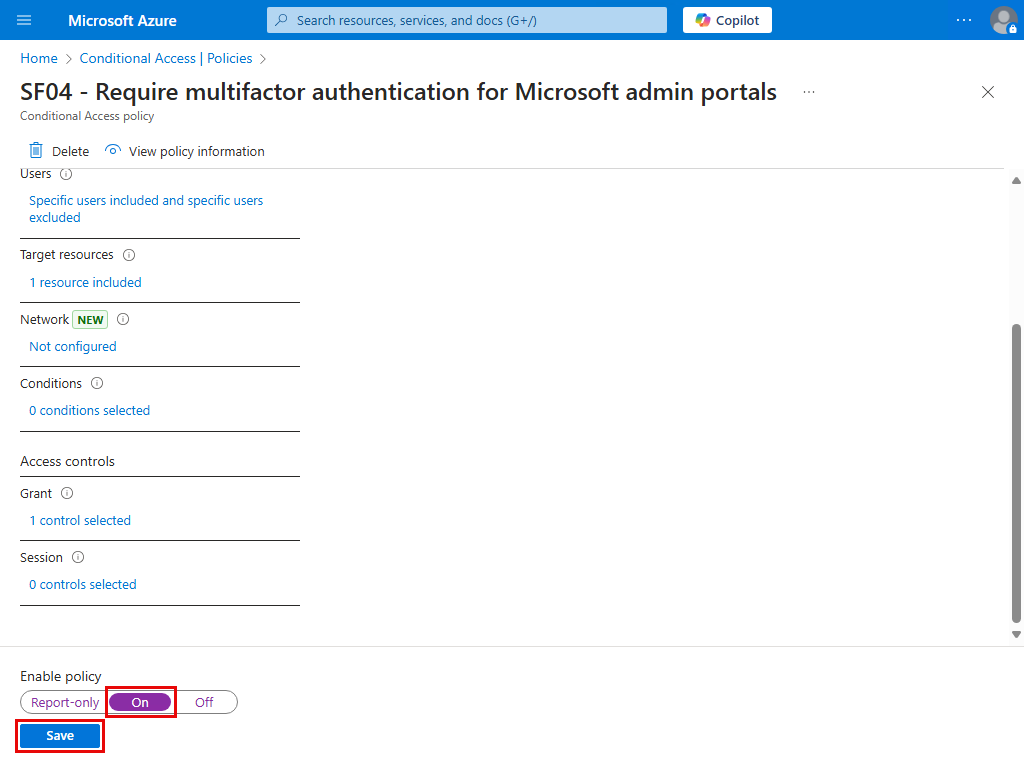 Microsoft Azure
Search resources, services, and docs (G+/)
Copilot
...
Home > Conditional Access | Policies >
SF04 - Require multifactor authentication for Microsoft admin portals ...
Conditional Access policy
Delete
View policy information
Users
Specific users included and specific users
excluded
Target resources
1 resource included
Network NEW
Not configured
Conditions
0 conditions selected
Access controls
Grant
1 control selected
Session
0 controls selected
Enable policy
Report-only On Off
Save